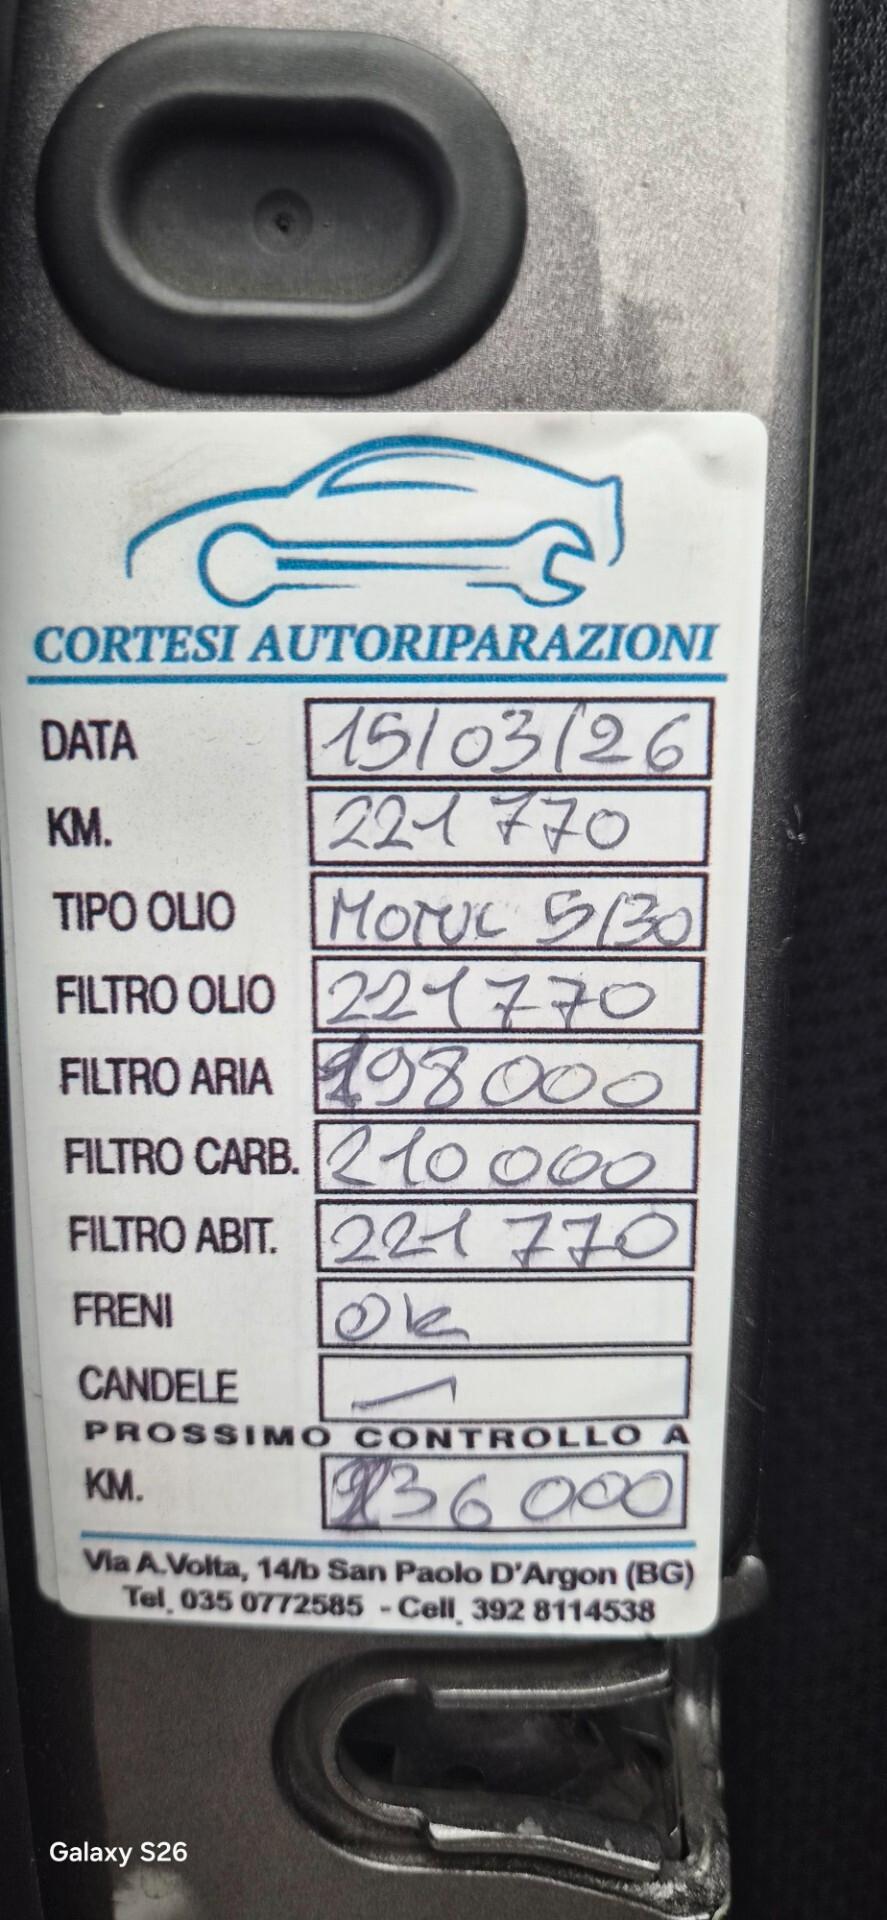 CORTESI AUTORIPARAZIONI
DATA 15/03/26
KM. 221770
TIPO OLIO Motul 5/30
FILTRO OLIO 221770
FILTRO ARIA 198000
FILTRO CARB. 210000
FILTRO ABIT. 221770
FRENI Ok
CANDELE —
PROSSIMO CONTROLLO A
KM. 236000
Via A.Volta, 14/b San Paolo D'Argon (BG)
Tel. 035 0772585 - Cell. 392 8114538
Galaxy S26